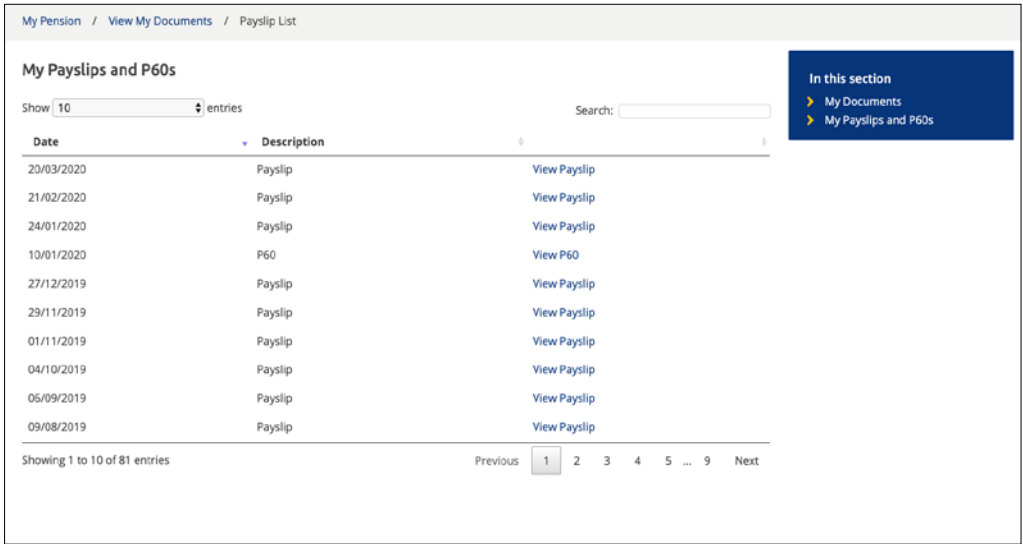 My Pension / View My Documents / Payslip List
My Payslips and P60s
Show 10 entries
Search:
Date Description
20/03/2020 Payslip View Payslip
21/02/2020 Payslip View Payslip
24/01/2020 Payslip View Payslip
10/01/2020 P60 View P60
27/12/2019 Payslip View Payslip
29/11/2019 Payslip View Payslip
01/11/2019 Payslip View Payslip
04/10/2019 Payslip View Payslip
06/09/2019 Payslip View Payslip
09/08/2019 Payslip View Payslip
Showing 1 to 10 of 81 entries
Previous 1 2 3 4 5 ... 9 Next
In this section
My Documents
My Payslips and P60s